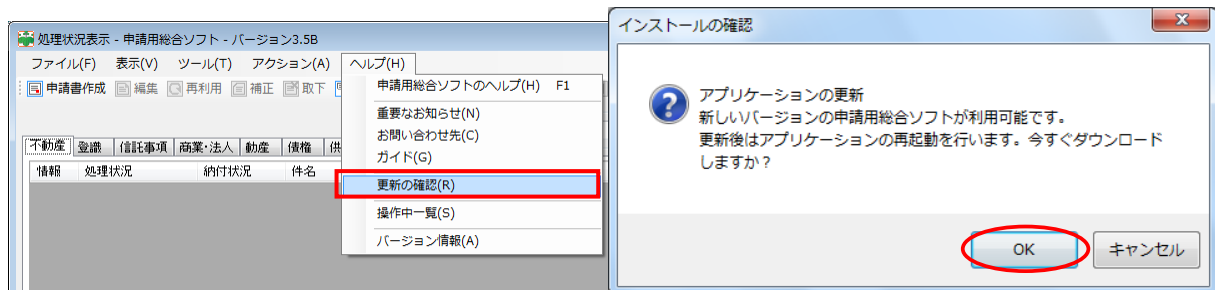 処理状況表示 - 申請用総合ソフト - バージョン3.5B
ファイル(F) 表示(V) ツール(T) アクション(A) ヘルプ(H)
申請書作成 編集 再利用 補正 取下
申請用総合ソフトのヘルプ(H) F1
重要なお知らせ(N)
お問い合わせ先(C)
ガイド(G)
更新の確認(R)
操作中一覧(S)
バージョン情報(A)
不動産 登識 信託事項 商業・法人 動産 債権 供
情報 処理状況 納付状況 件名
インストールの確認
アプリケーションの更新
新しいバージョンの申請用総合ソフトが利用可能です。
更新後はアプリケーションの再起動を行います。今すぐダウンロード
しますか？
OK キャンセル